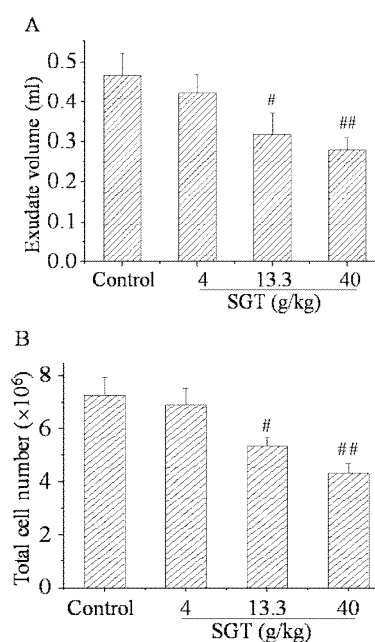 A
Exudate volume (ml)
0.5
0.4
0.3
0.2
0.1
0.0
# ##
Control 4 13.3 40
SGT (g/kg)
B
Total cell number (×10⁶)
8
6
4
2
0
# ##
Control 4 13.3 40
SGT (g/kg)